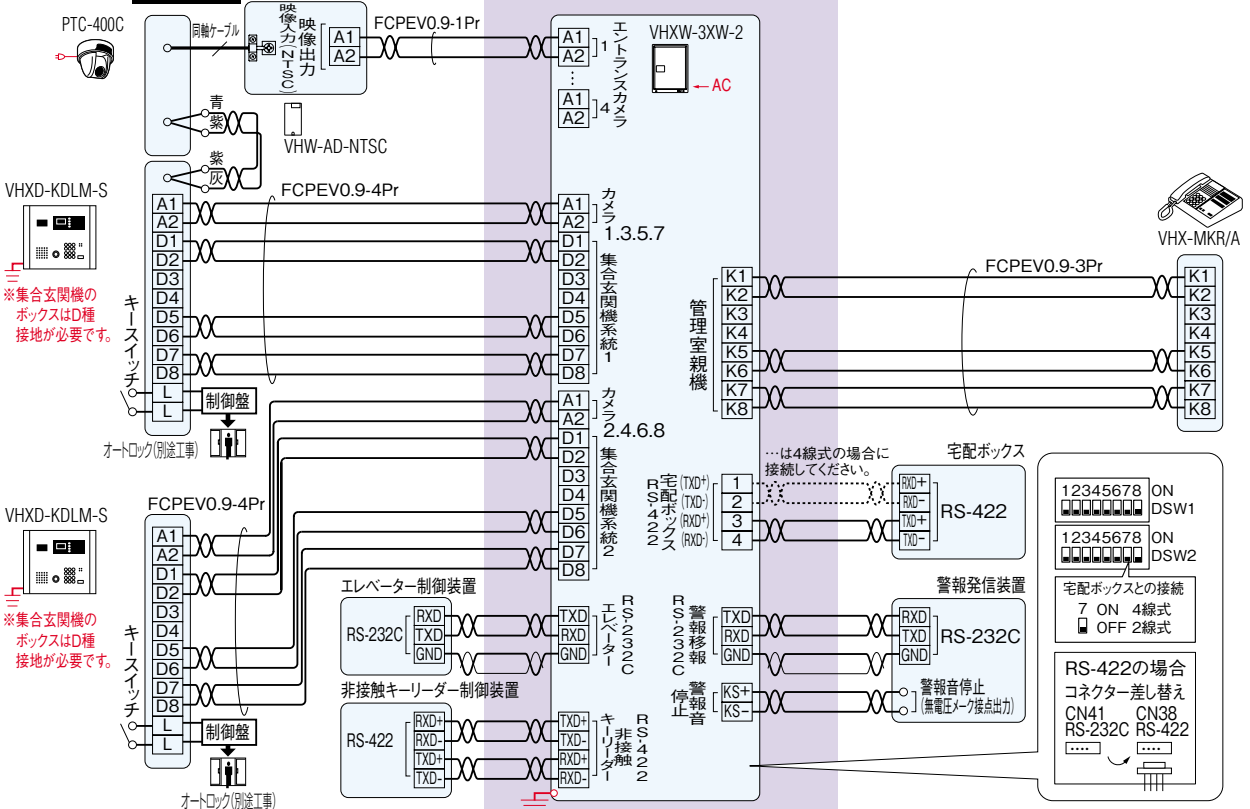 PTC-400C
同軸ケーブル
映像入力(NTSC)
映像出力
A1
A2
FCPEV0.9-1Pr
VHW-AD-NTSC
青
紫
紫
灰
A1
A2
1
⋮
A1
A2
4
エントランスカメラ
VHXW-3XW-2
AC
VHXD-KDLM-S
※集合玄関機の
ボックスはD種
接地が必要です。
キースイッチ
A1
A2
D1
D2
D3
D4
D5
D6
D7
D8
L
L
FCPEV0.9-4Pr
制御盤
オートロック(別途工事)
A1
A2
D1
D2
D3
D4
D5
D6
D7
D8
カメラ
1.3.5.7
集合玄関機系統1
VHXD-KDLM-S
※集合玄関機の
ボックスはD種
接地が必要です。
キースイッチ
FCPEV0.9-4Pr
A1
A2
D1
D2
D3
D4
D5
D6
D7
D8
L
L
制御盤
オートロック(別途工事)
A1
A2
D1
D2
D3
D4
D5
D6
D7
D8
カメラ
2.4.6.8
集合玄関機系統2
エレベーター制御装置
RS-232C
RXD
TXD
GND
TXD
RXD
GND
エレベーター
RS-232C
非接触キーリーダー制御装置
RS-422
RXD+
RXD-
TXD+
TXD-
TXD+
TXD-
RXD+
RXD-
非接触
キーリーダー
RS-422
管理室親機
K1
K2
K3
K4
K5
K6
K7
K8
FCPEV0.9-3Pr
VHX-MKR/A
K1
K2
K3
K4
K5
K6
K7
K8
宅配ボックス
RS-422
(TXD+)
(TXD-)
(RXD+)
(RXD-)
1
2
3
4
…は4線式の場合に
接続してください。
宅配ボックス
RXD+
RXD-
TXD+
TXD-
RS-422
警報移報
RS-232C
TXD
RXD
GND
警報発信装置
RXD
TXD
GND
RS-232C
警報音
停止
KS+
KS-
警報音停止
(無電圧メーク接点出力)
12345678 ON
DSW1
12345678 ON
DSW2
宅配ボックスとの接続
7 ON 4線式
OFF 2線式
RS-422の場合
コネクター差し替え
CN41 CN38
RS-232C RS-422